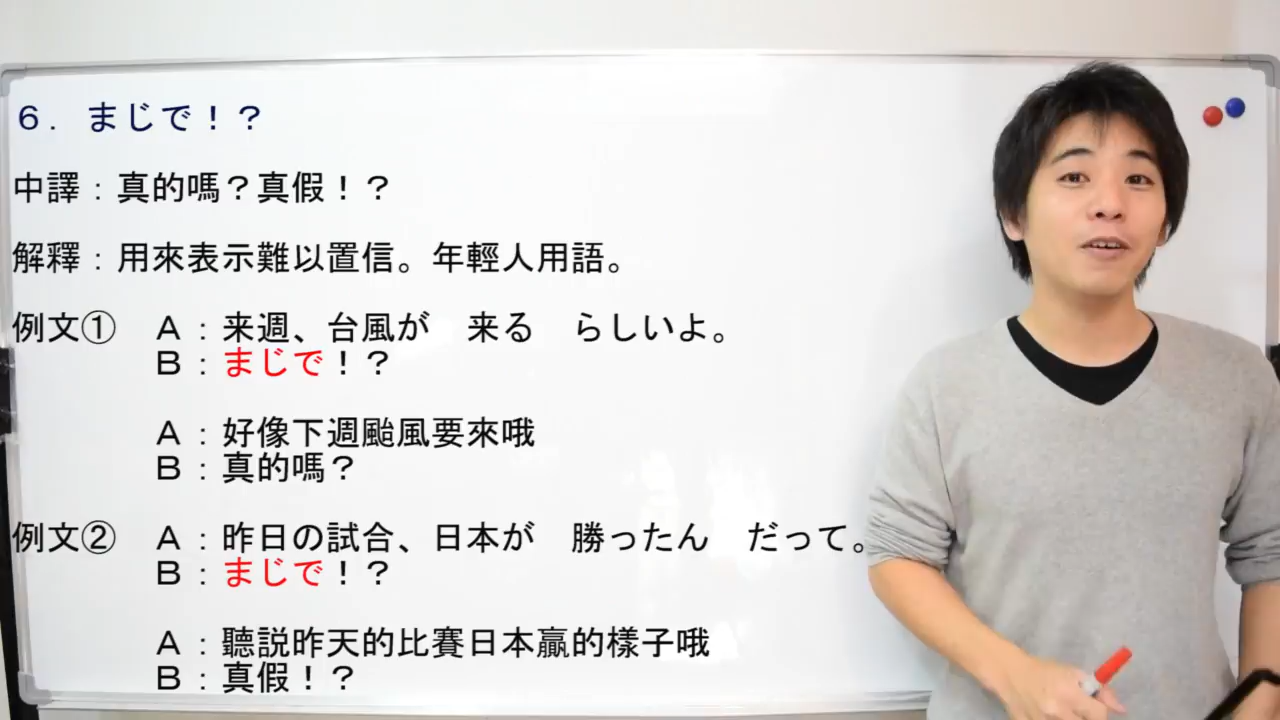 ６． まじで！？
中譯：真的嗎？真假！？
解釋：用來表示難以置信。年輕人用語。
例文① Ａ：来週、台風が　来る　らしいよ。
Ｂ：まじで！？
Ａ：好像下週颱風要來哦
Ｂ：真的嗎？
例文② Ａ：昨日の試合、日本が　勝ったん　だって。
Ｂ：まじで！？
Ａ：聽説昨天的比賽日本贏的樣子哦
Ｂ：真假！？